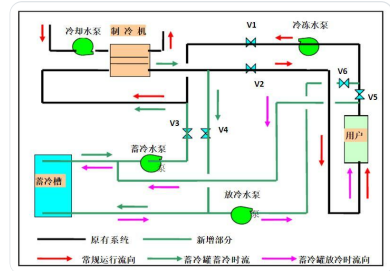 冷却水泵
制冷机
V1
冷冻水泵
V2
V6
V5
V3
V4
用户
蓄冷水泵
泵
蓄冷槽
放冷水泵
泵
原有系统
新增部分
常规运行流向
蓄冷罐蓄冷时流
蓄冷罐放冷时流向